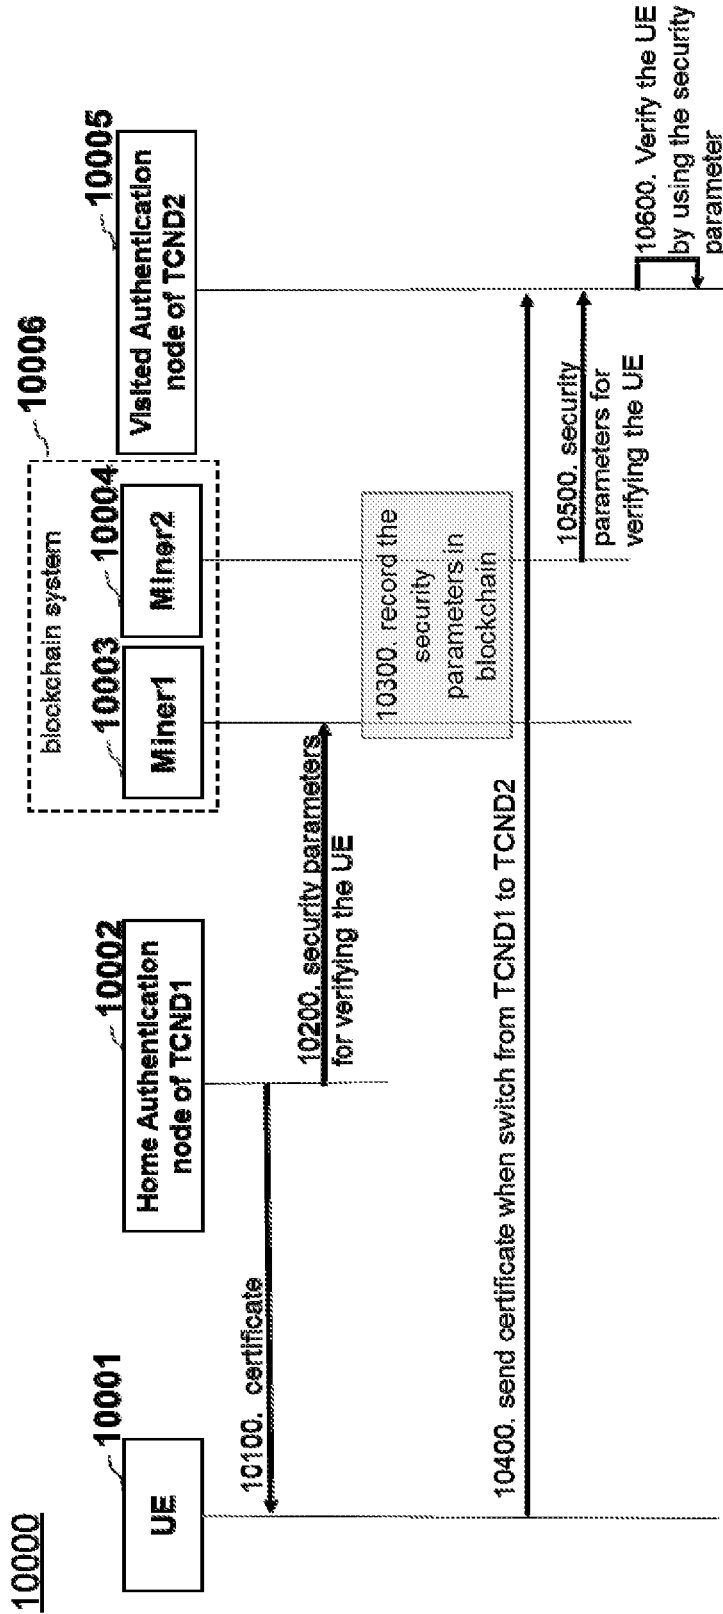 10000
10006
blockchain system
10001
UE
10002
Home Authentication
node of TCND1
10003
Miner1
10004
Miner2
10005
Visited Authentication
node of TCND2
10100. certificate
10200. security parameters
for verifying the UE
10300. record the
security
parameters in
blockchain
10400. send certificate when switch from TCND1 to TCND2
10500. security
parameters for
verifying the UE
10600. Verify the UE
by using the security
parameter